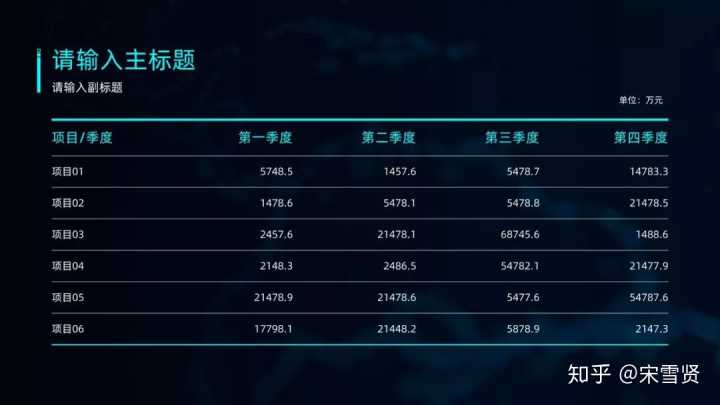 请输入主标题
请输入副标题
单位：万元
项目/季度 第一季度 第二季度 第三季度 第四季度
项目01 5748.5 1457.6 5478.7 14783.3
项目02 1478.6 5478.1 5478.8 21478.5
项目03 2457.6 21478.1 68745.6 1488.6
项目04 2148.3 2486.5 54782.1 21477.9
项目05 21478.9 21478.6 5477.6 54787.6
项目06 17798.1 21448.2 5878.9 2147.3
知乎 @宋雪贤